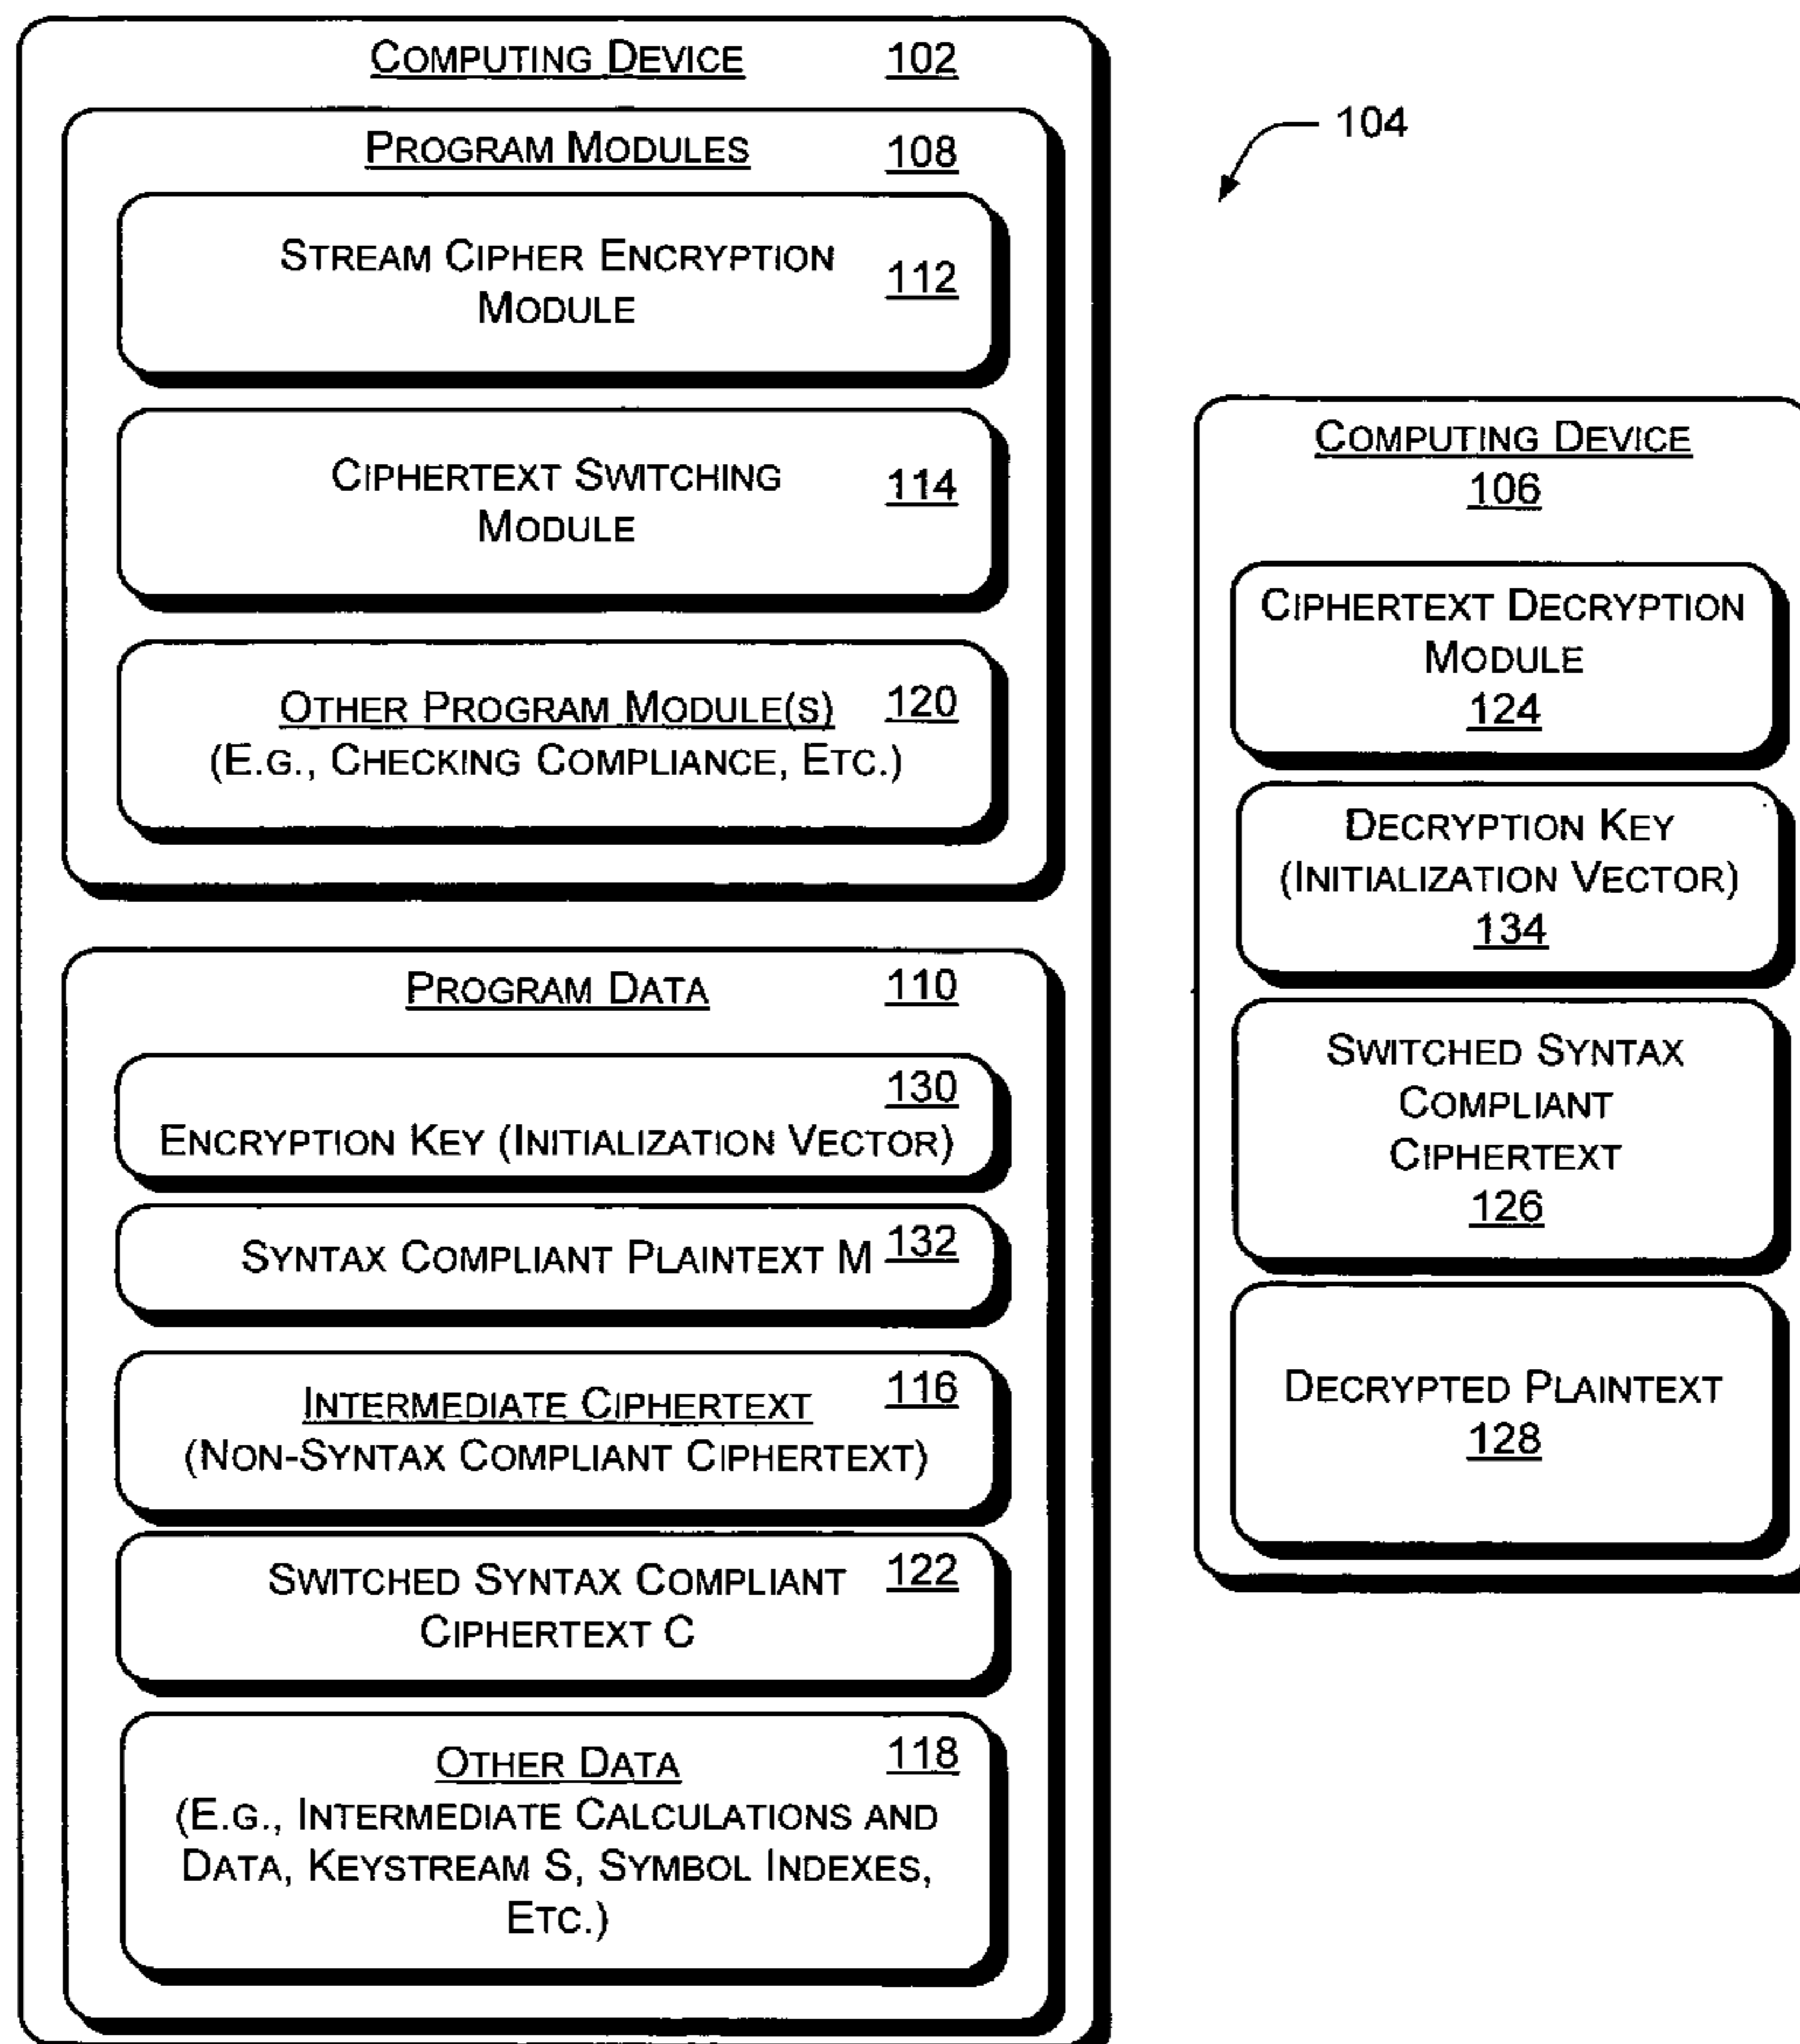 COMPUTING DEVICE 102
PROGRAM MODULES 108
STREAM CIPHER ENCRYPTION
MODULE
112
CIPHERTEXT SWITCHING
MODULE
114
OTHER PROGRAM MODULE(S) 120
(E.G., CHECKING COMPLIANCE, ETC.)
PROGRAM DATA 110
130
ENCRYPTION KEY (INITIALIZATION VECTOR)
SYNTAX COMPLIANT PLAINTEXT M 132
INTERMEDIATE CIPHERTEXT 116
(NON-SYNTAX COMPLIANT CIPHERTEXT)
SWITCHED SYNTAX COMPLIANT 122
CIPHERTEXT C
OTHER DATA 118
(E.G., INTERMEDIATE CALCULATIONS AND
DATA, KEYSTREAM S, SYMBOL INDEXES,
ETC.)
104
COMPUTING DEVICE
106
CIPHERTEXT DECRYPTION
MODULE
124
DECRYPTION KEY
(INITIALIZATION VECTOR)
134
SWITCHED SYNTAX
COMPLIANT
CIPHERTEXT
126
DECRYPTED PLAINTEXT
128